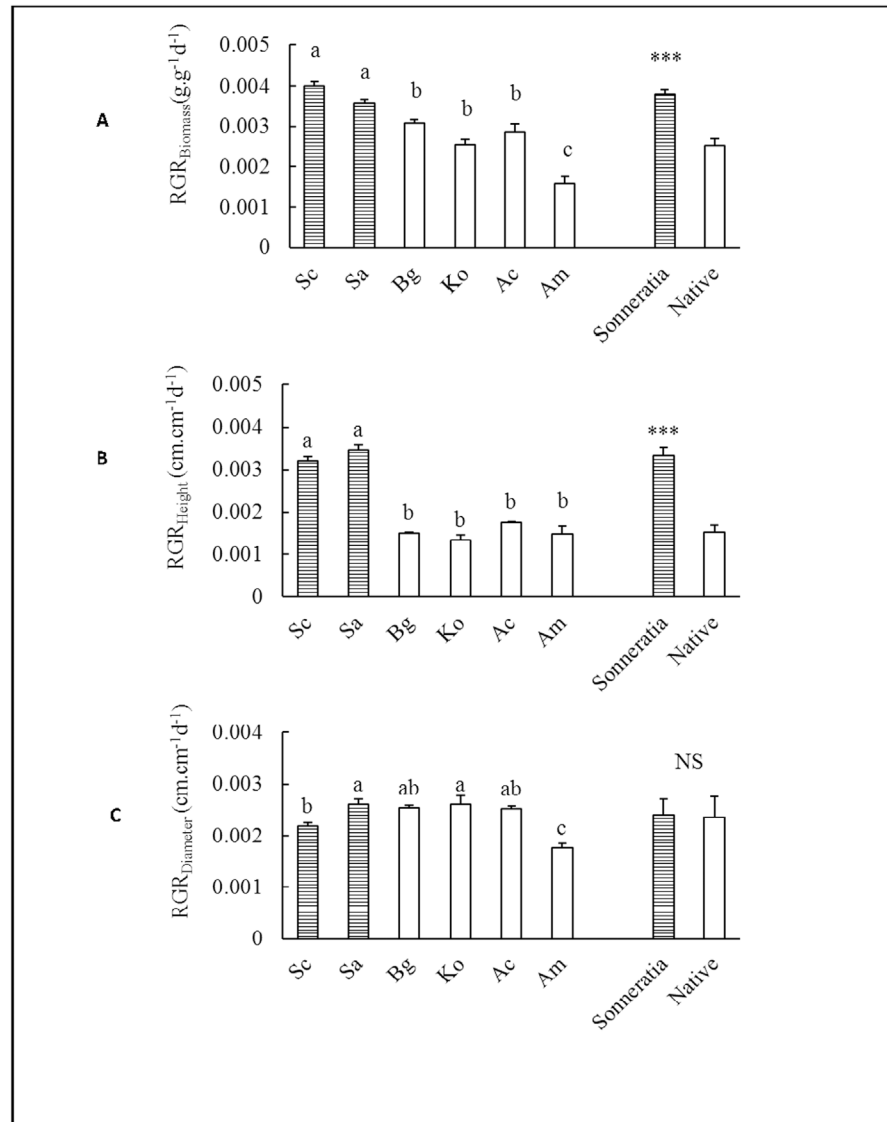 A
RGR_Biomass (g.g⁻¹d⁻¹)
0.005
0.004
0.003
0.002
0.001
0
a
a
b
b
b
c
***
Sc
Sa
Bg
Ko
Ac
Am
Sonneratia
Native
B
RGR_Height (cm.cm⁻¹d⁻¹)
0.005
0.004
0.003
0.002
0.001
0
a
a
b
b
b
b
***
Sc
Sa
Bg
Ko
Ac
Am
Sonneratia
Native
C
RGR_Diameter (cm.cm⁻¹d⁻¹)
0.004
0.003
0.002
0.001
0
b
a
ab
a
ab
c
NS
Sc
Sa
Bg
Ko
Ac
Am
Sonneratia
Native